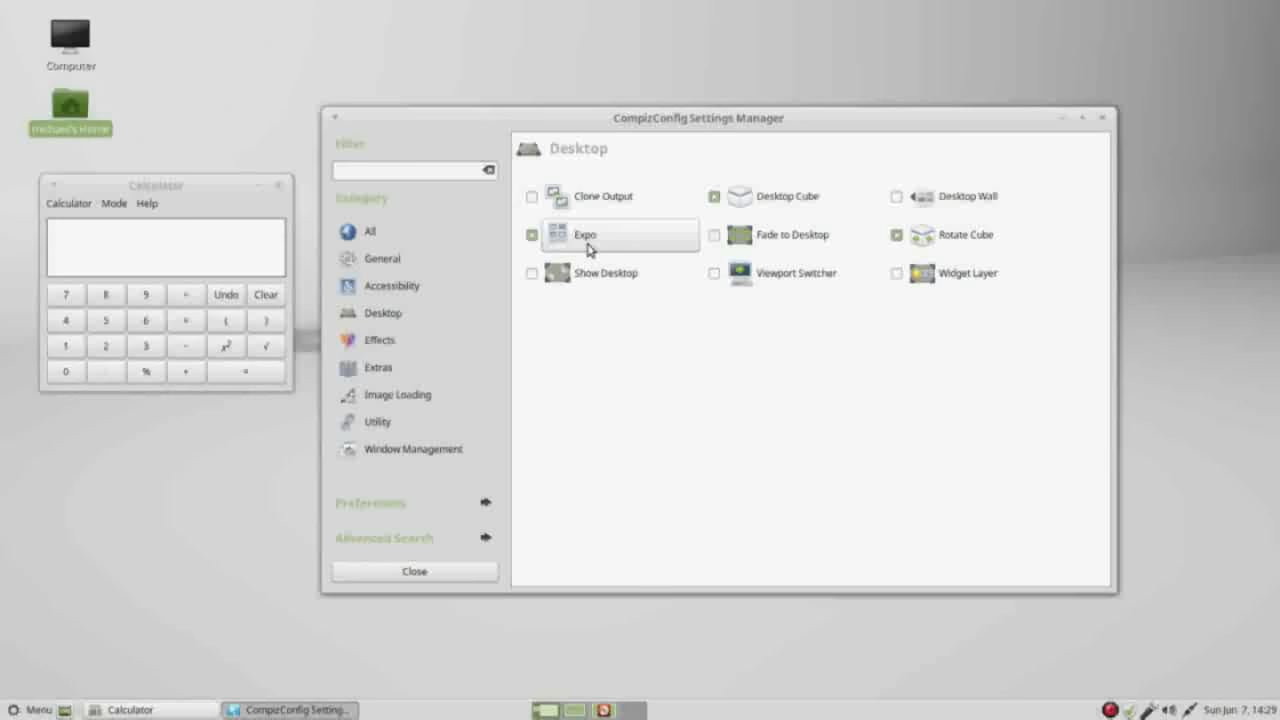 Computer
michael's Home
Calculator
Calculator Mode Help
7 8 9 ÷ Undo Clear
4 5 6 ( )
1 2 3 − x² √
0 . % + =
CompizConfig Settings Manager
Filter
Category
All
General
Accessibility
Desktop
Effects
Extras
Image Loading
Utility
Window Management
Preferences
Advanced Search
Close
Desktop
Clone Output Desktop Cube Desktop Wall
Expo Fade to Desktop Rotate Cube
Show Desktop Viewport Switcher Widget Layer
Menu Calculator CompizConfig Setting... Sun Jun 7, 14:29